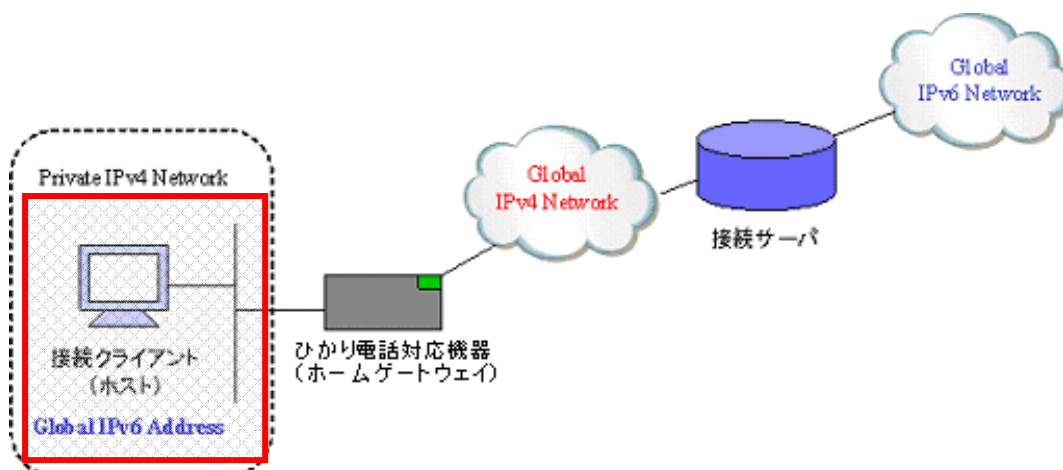 Global
IPv6 Network
Global
IPv4 Network
接続サーバ
Private IPv4 Network
接続クライアント
(ホスト)
Global IPv6 Address
ひかり電話対応機器
(ホームゲートウェイ)